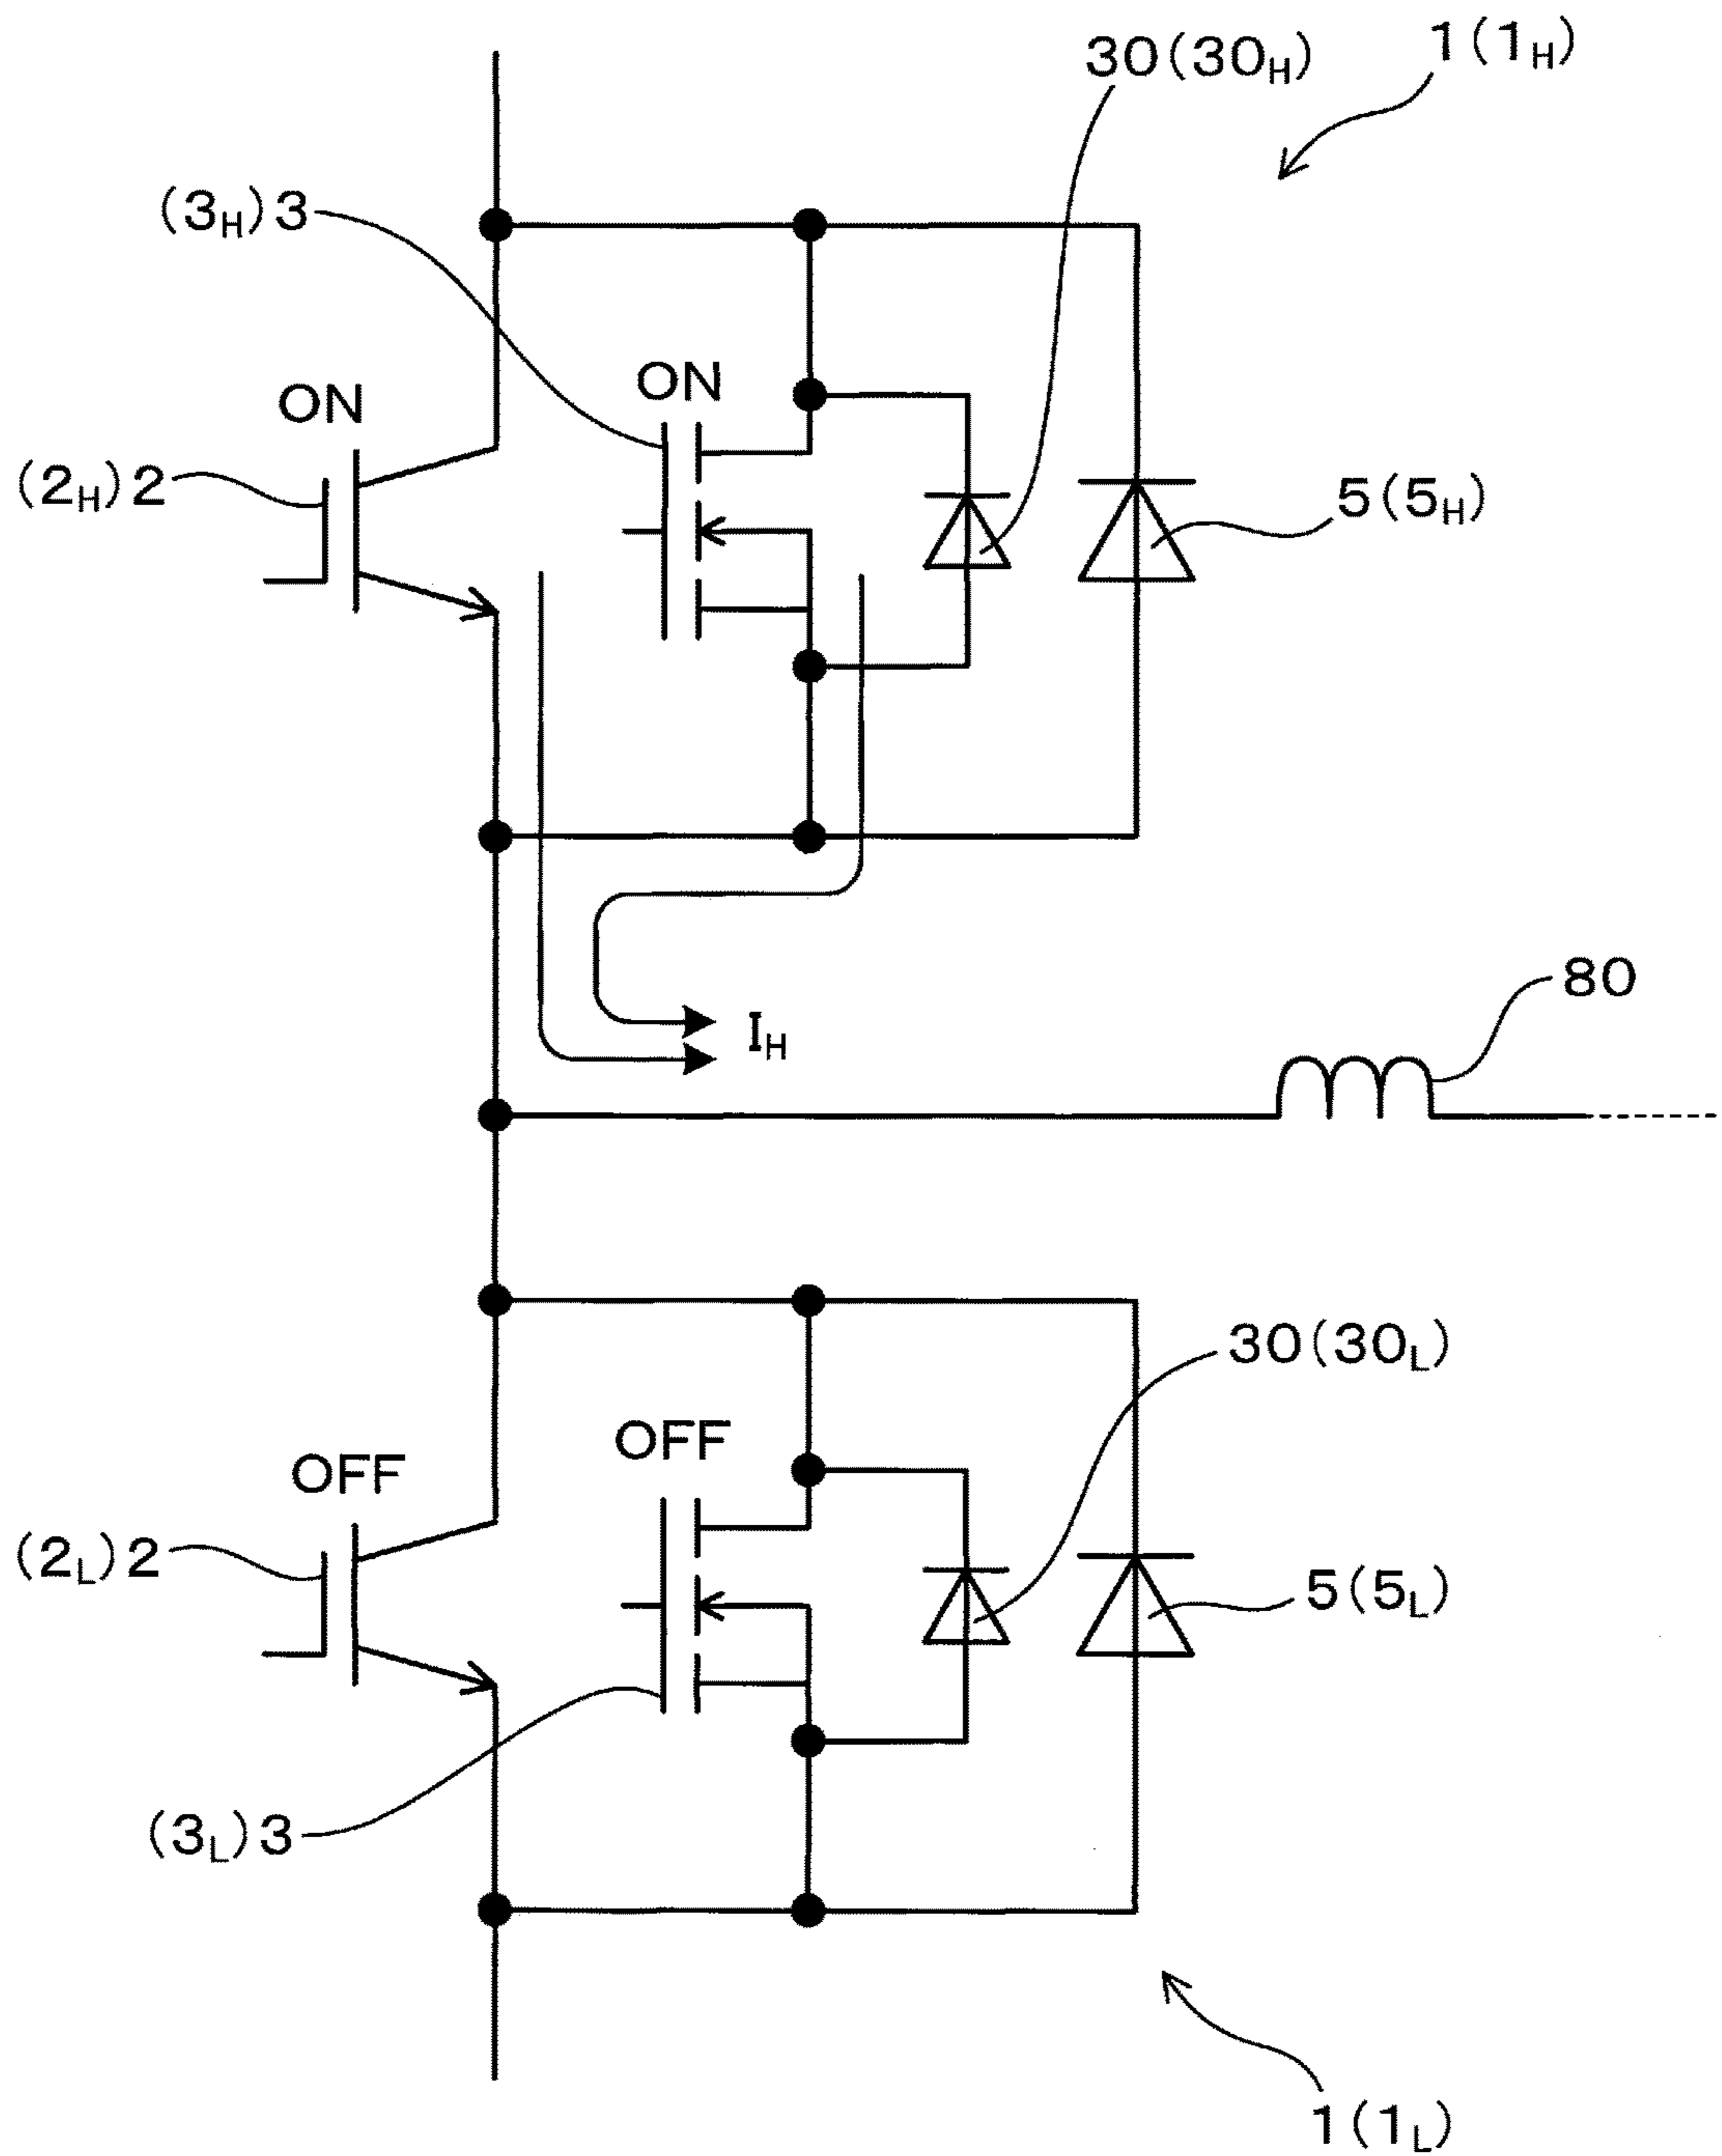 1(1H)
30(30H)
(3H)3
ON
ON
(2H)2
5(5H)
80
IH
30(30L)
OFF
OFF
(2L)2
5(5L)
(3L)3
1(1L)